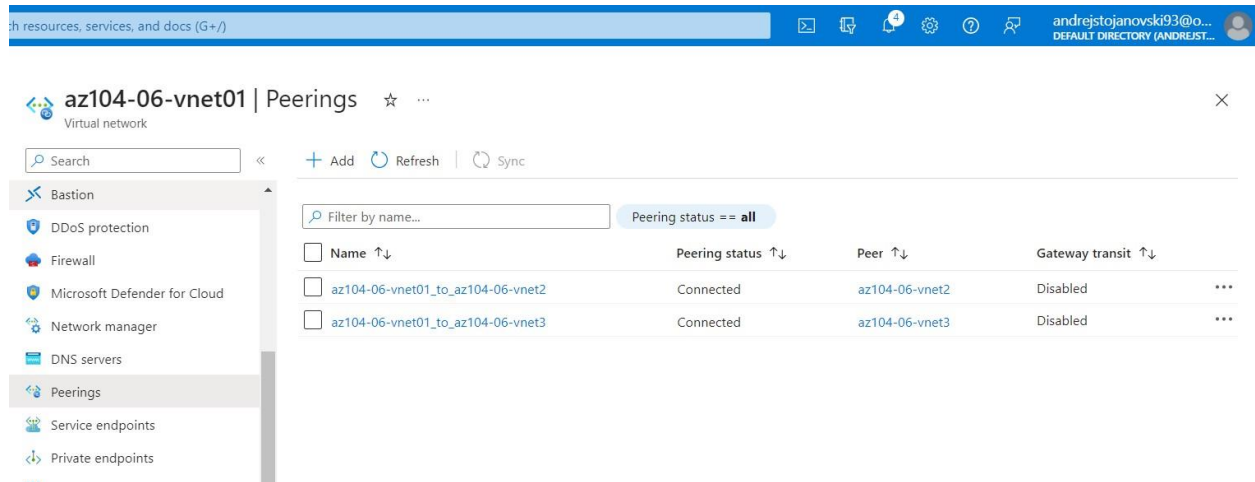 ch resources, services, and docs (G+/)
4
andrejstojanovski93@o...
DEFAULT DIRECTORY (ANDREJST...
az104-06-vnet01 | Peerings
Virtual network
Search
Add
Refresh
Sync
Bastion
DDoS protection
Firewall
Microsoft Defender for Cloud
Network manager
DNS servers
Peerings
Service endpoints
Private endpoints
Filter by name...
Peering status == all
Name ↑↓ Peering status ↑↓ Peer ↑↓ Gateway transit ↑↓
az104-06-vnet01_to_az104-06-vnet2 Connected az104-06-vnet2 Disabled
az104-06-vnet01_to_az104-06-vnet3 Connected az104-06-vnet3 Disabled